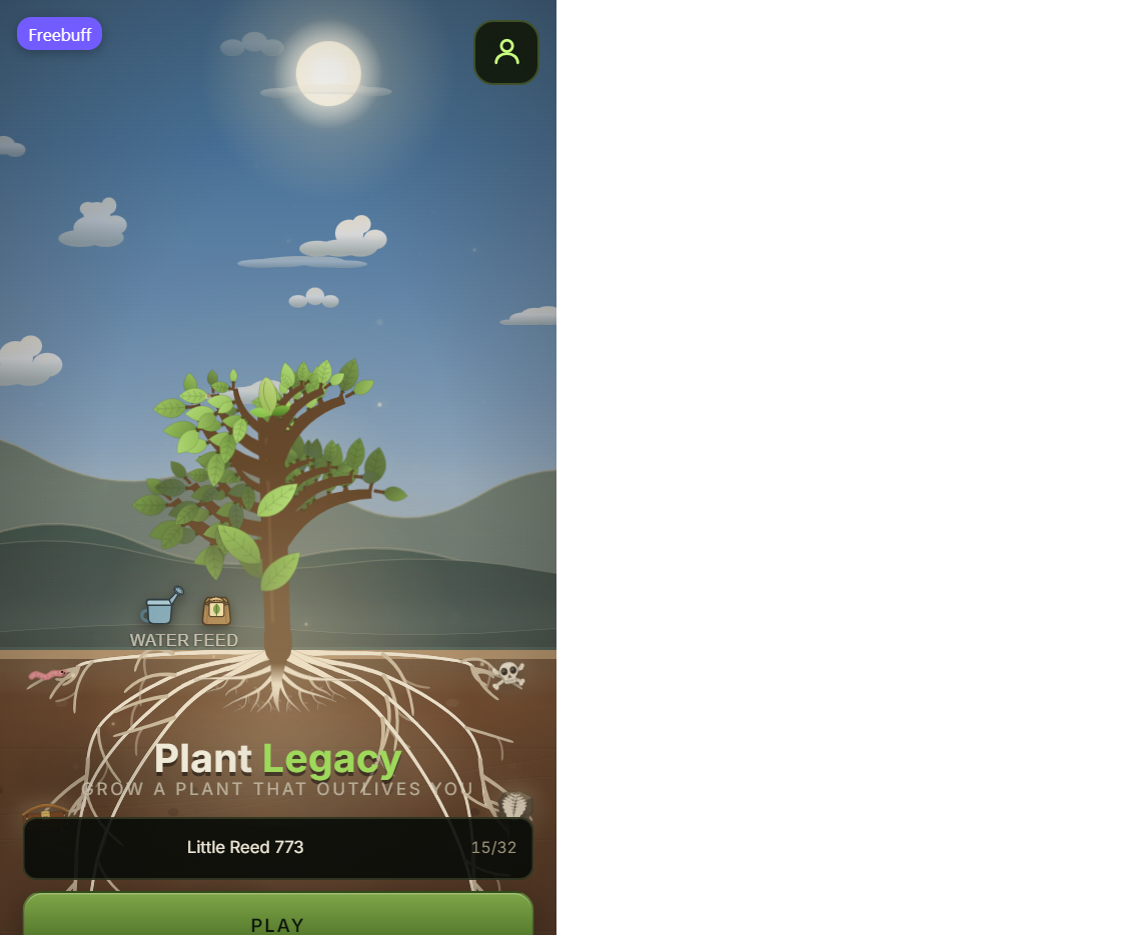 Freebuff
WATER FEED
Plant Legacy
GROW A PLANT THAT OUTLIVES YOU
Little Reed 773
15/32
PLAY